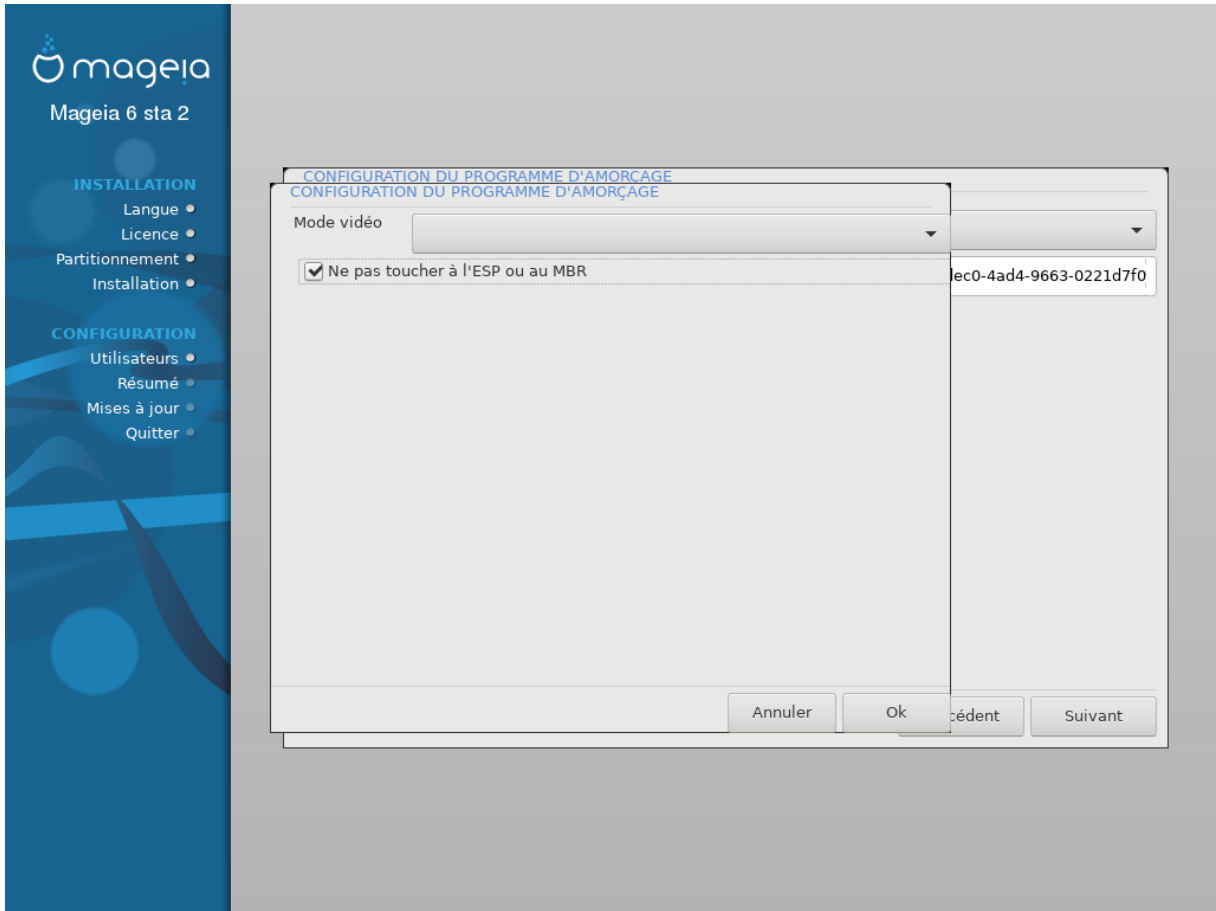 mageia
Mageia 6 sta 2
INSTALLATION
Langue
Licence
Partitionnement
Installation
CONFIGURATION
Utilisateurs
Résumé
Mises à jour
Quitter
CONFIGURATION DU PROGRAMME D'AMORÇAGE
CONFIGURATION DU PROGRAMME D'AMORÇAGE
Mode vidéo
Ne pas toucher à l'ESP ou au MBR
ec0-4ad4-9663-0221d7f0
Annuler
Ok
cédent
Suivant